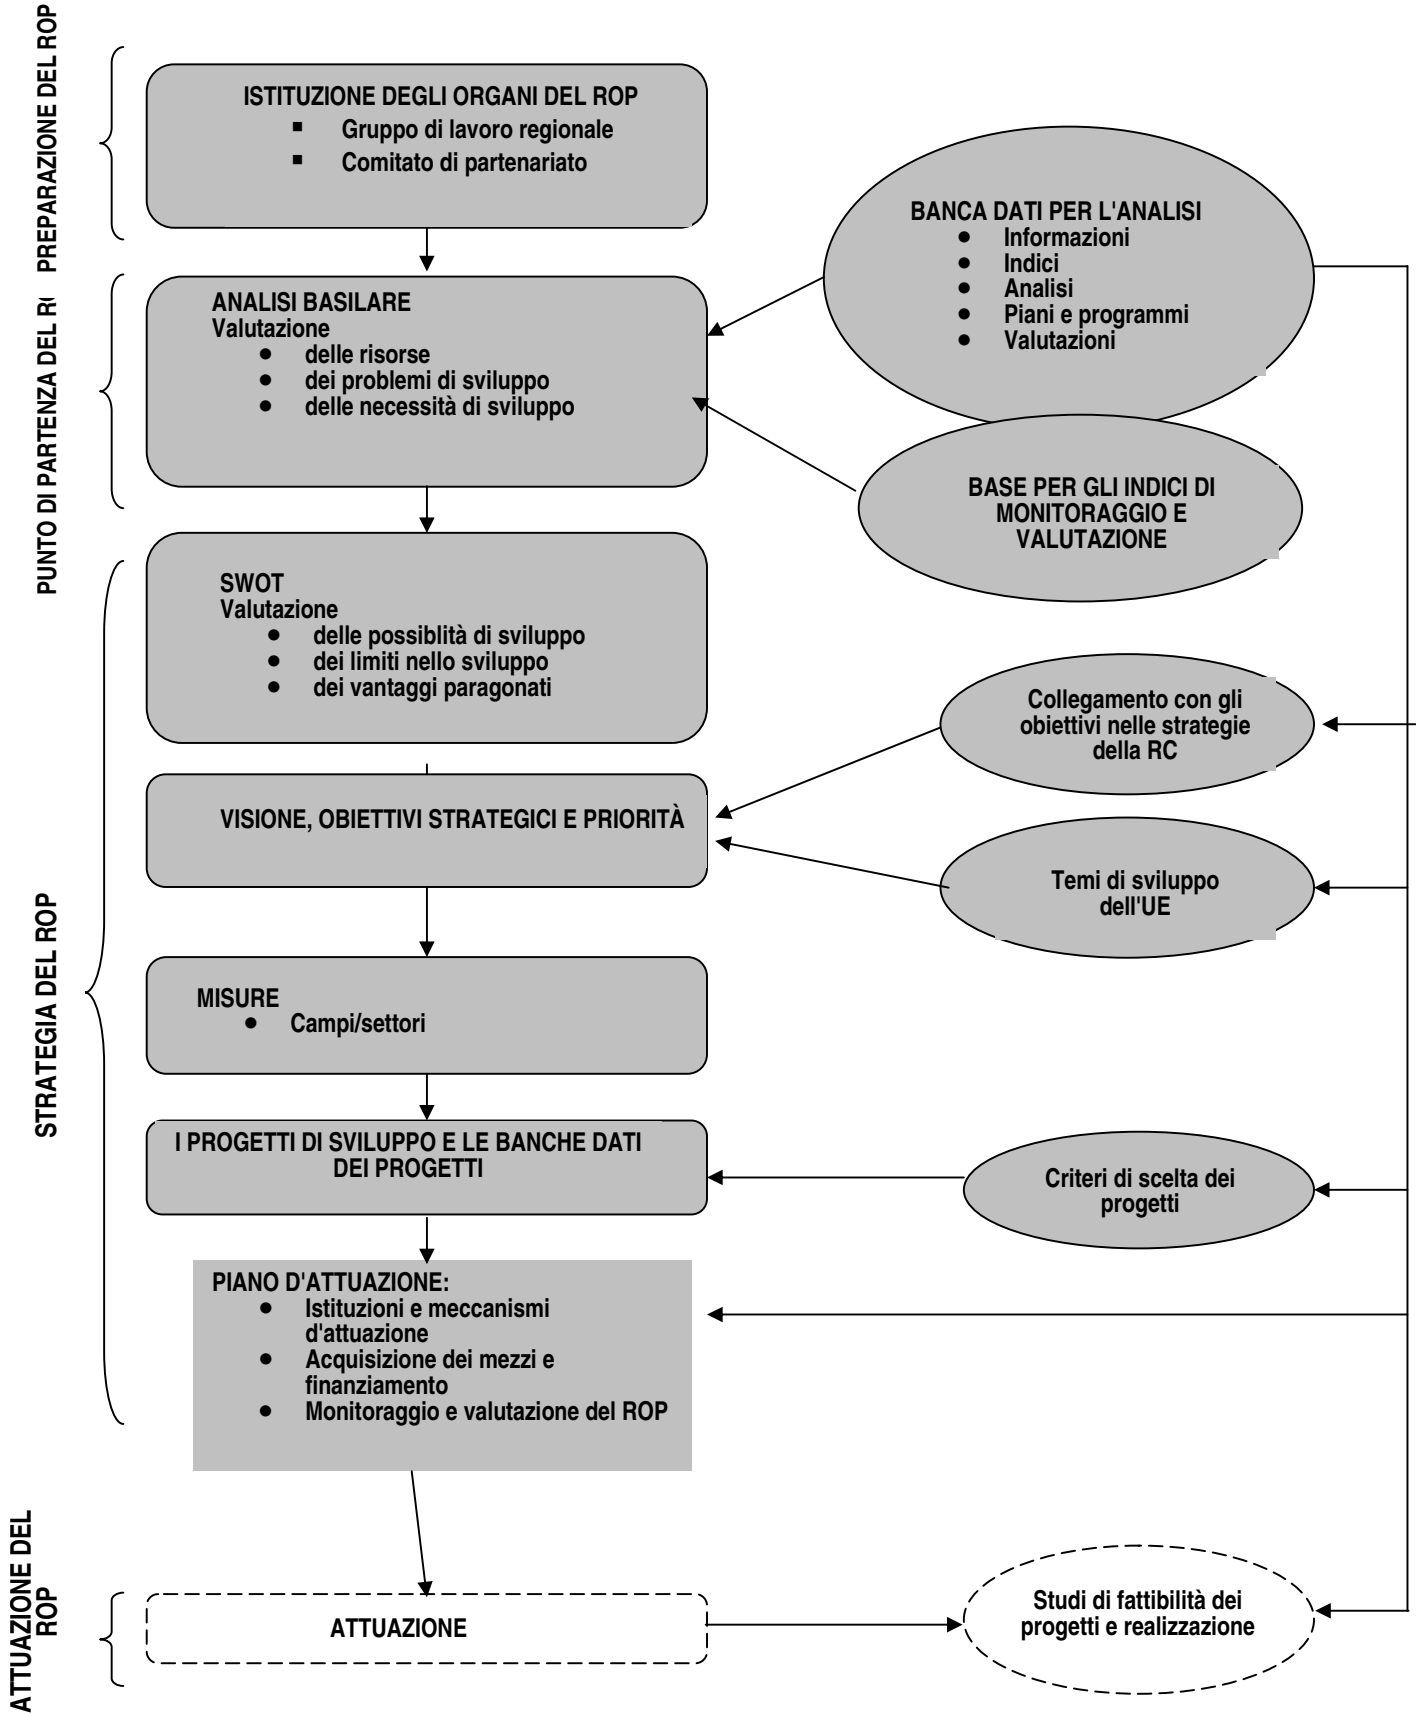 PREPARAZIONE DEL ROP
ISTITUZIONE DEGLI ORGANI DEL ROP
▪ Gruppo di lavoro regionale
▪ Comitato di partenariato
BANCA DATI PER L'ANALISI
● Informazioni
● Indici
● Analisi
● Piani e programmi
● Valutazioni
PUNTO DI PARTENZA DEL
ANALISI BASILARE
Valutazione
● delle risorse
● dei problemi di sviluppo
● delle necessità di sviluppo
BASE PER GLI INDICI DI
MONITORAGGIO E
VALUTAZIONE
STRATEGIA DEL ROP
SWOT
Valutazione
● delle possiblità di sviluppo
● dei limiti nello sviluppo
● dei vantaggi paragonati
Collegamento con gli
obiettivi nelle strategie
della RC
VISIONE, OBIETTIVI STRATEGICI E PRIORITÀ
Temi di sviluppo
dell'UE
MISURE
● Campi/settori
I PROGETTI DI SVILUPPO E LE BANCHE DATI
DEI PROGETTI
Criteri di scelta dei
progetti
PIANO D'ATTUAZIONE:
● Istituzioni e meccanismi
d'attuazione
● Acquisizione dei mezzi e
finanziamento
● Monitoraggio e valutazione del ROP
ATTUAZIONE DEL
ROP
ATTUAZIONE
Studi di fattibilità dei
progetti e realizzazione